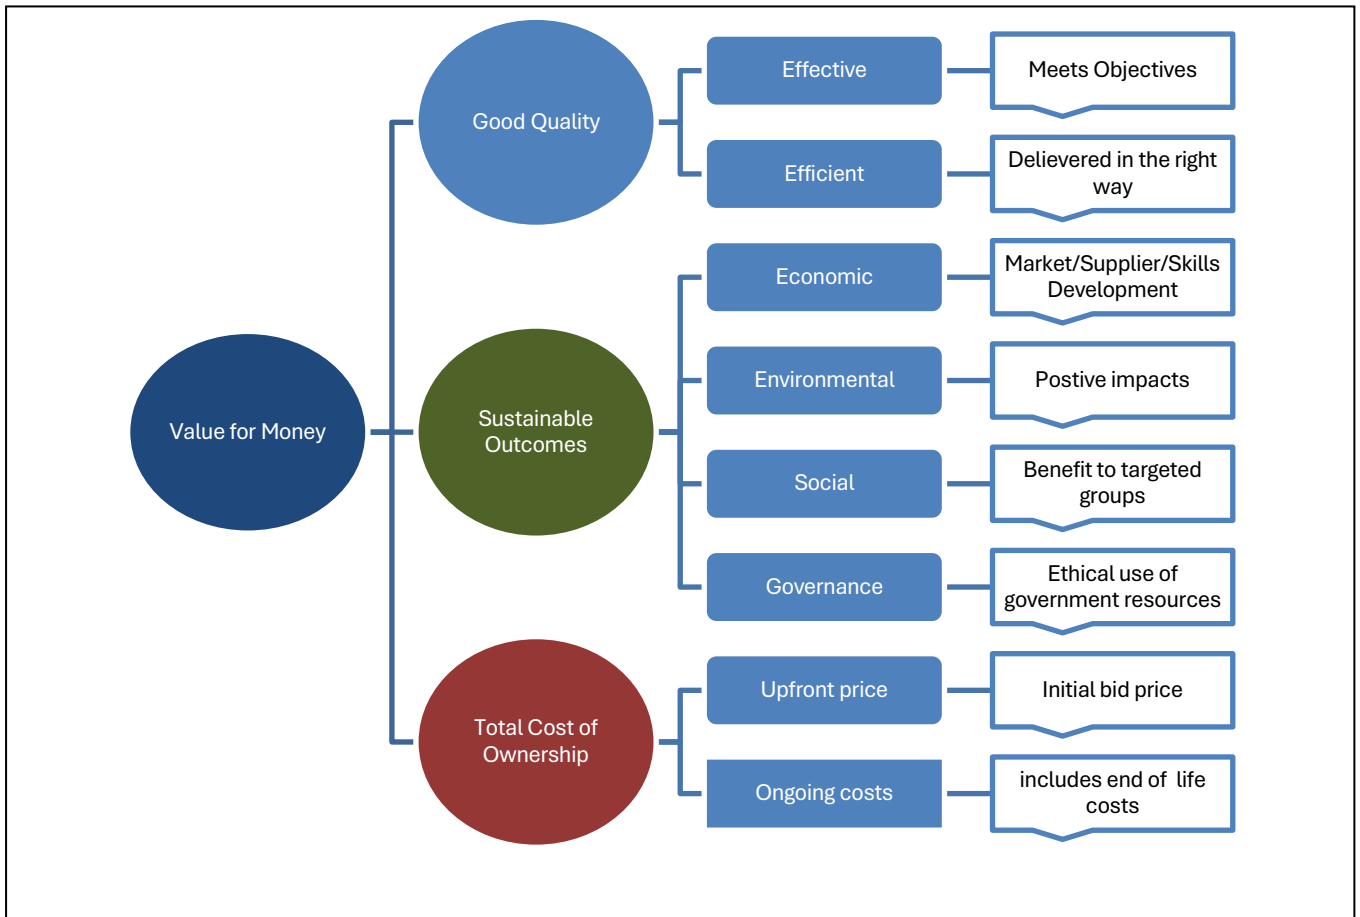 Value for Money
Good Quality
Effective
Meets Objectives
Efficient
Delievered in the right
way
Sustainable
Outcomes
Economic
Market/Supplier/Skills
Development
Environmental
Postive impacts
Social
Benefit to targeted
groups
Governance
Ethical use of
government resources
Total Cost of
Ownership
Upfront price
Initial bid price
Ongoing costs
includes end of  life
costs